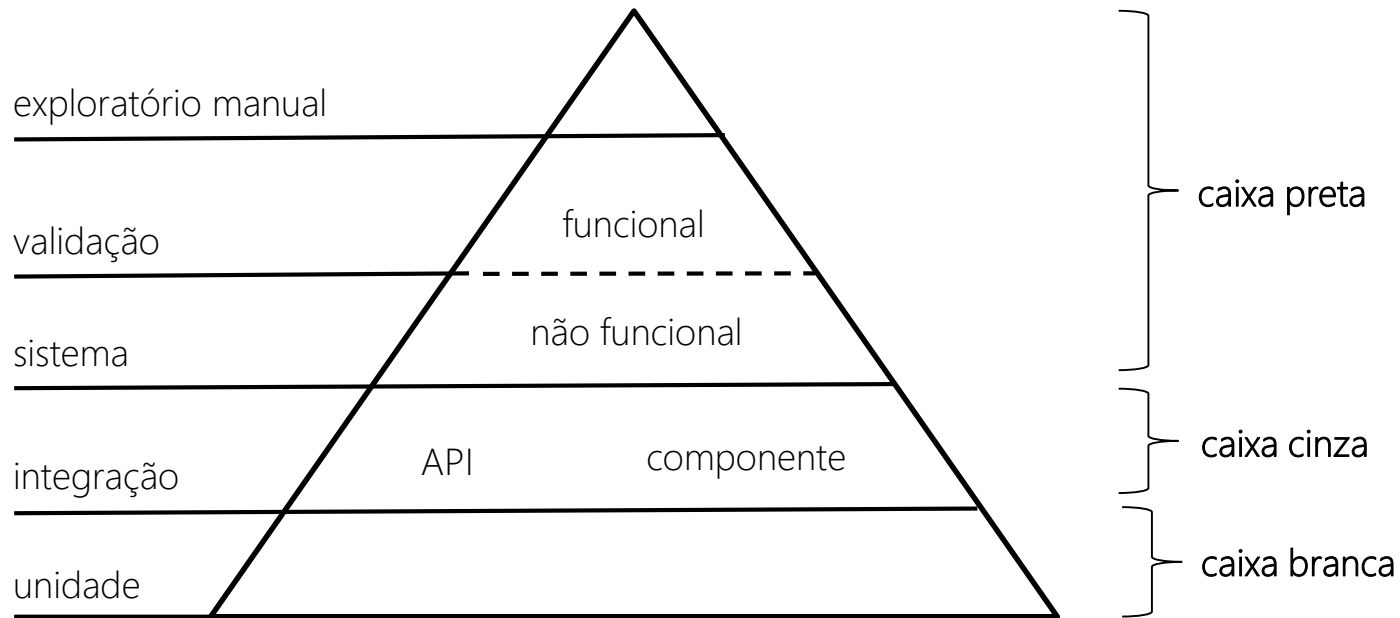 exploratório manual
validação
funcional
caixa preta
sistema
não funcional
integração
API
componente
caixa cinza
unidade
caixa branca